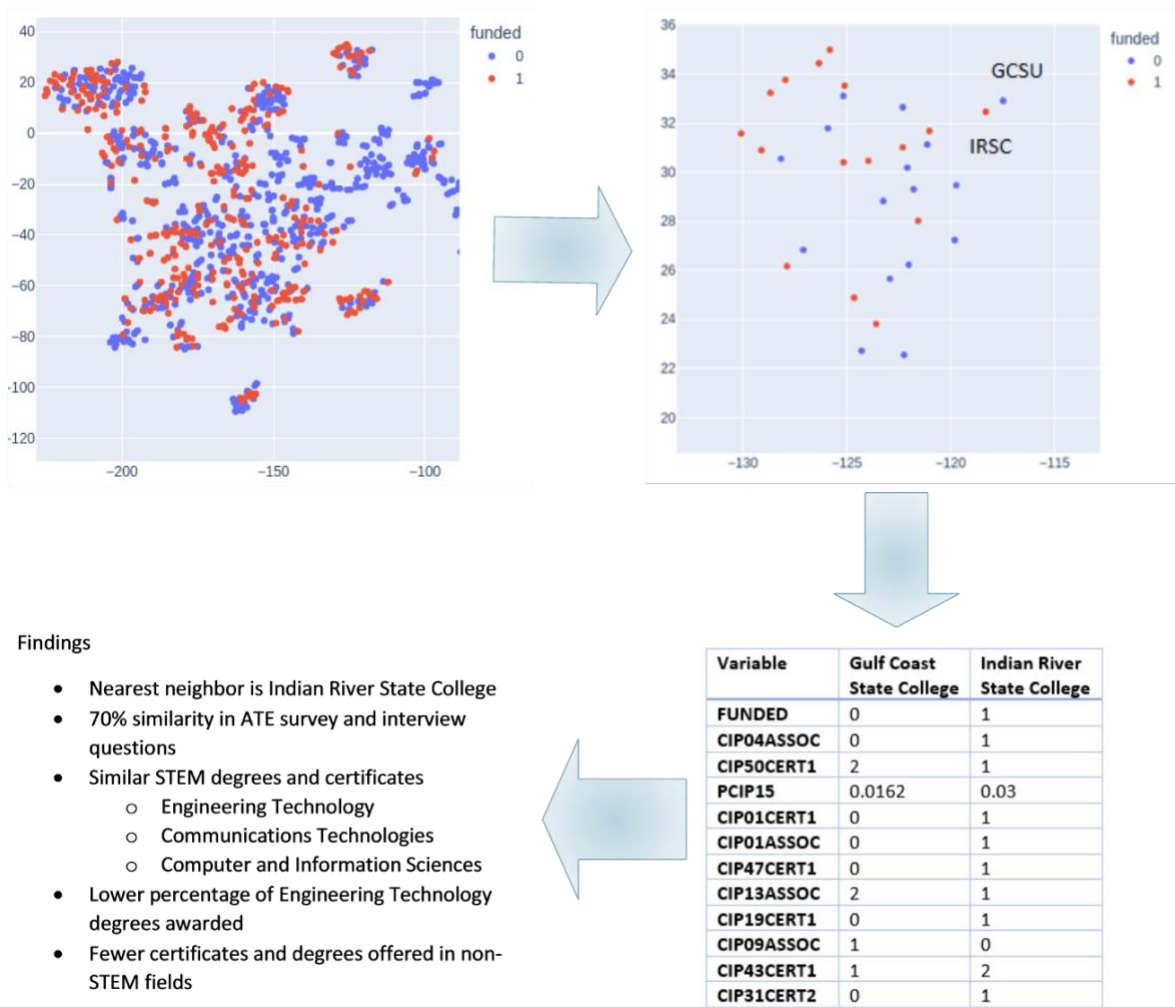 40
20
0
−20
−40
−60
−80
-100
-120
−200
−150
−100
funded
0
1
36
34
32
30
28
26
24
22
20
−130
−125
−120
−115
GCSU
IRSC
funded
0
1
Variable Gulf Coast State College Indian River State College
FUNDED 0 1
CIP04ASSOC 0 1
CIP50CERT1 2 1
PCIP15 0.0162 0.03
CIP01CERT1 0 1
CIP01ASSOC 0 1
CIP47CERT1 0 1
CIP13ASSOC 2 1
CIP19CERT1 0 1
CIP09ASSOC 1 0
CIP43CERT1 1 2
CIP31CERT2 0 1
Findings
• Nearest neighbor is Indian River State College
• 70% similarity in ATE survey and interview
questions
• Similar STEM degrees and certificates
o Engineering Technology
o Communications Technologies
o Computer and Information Sciences
• Lower percentage of Engineering Technology
degrees awarded
• Fewer certificates and degrees offered in non-
STEM fields